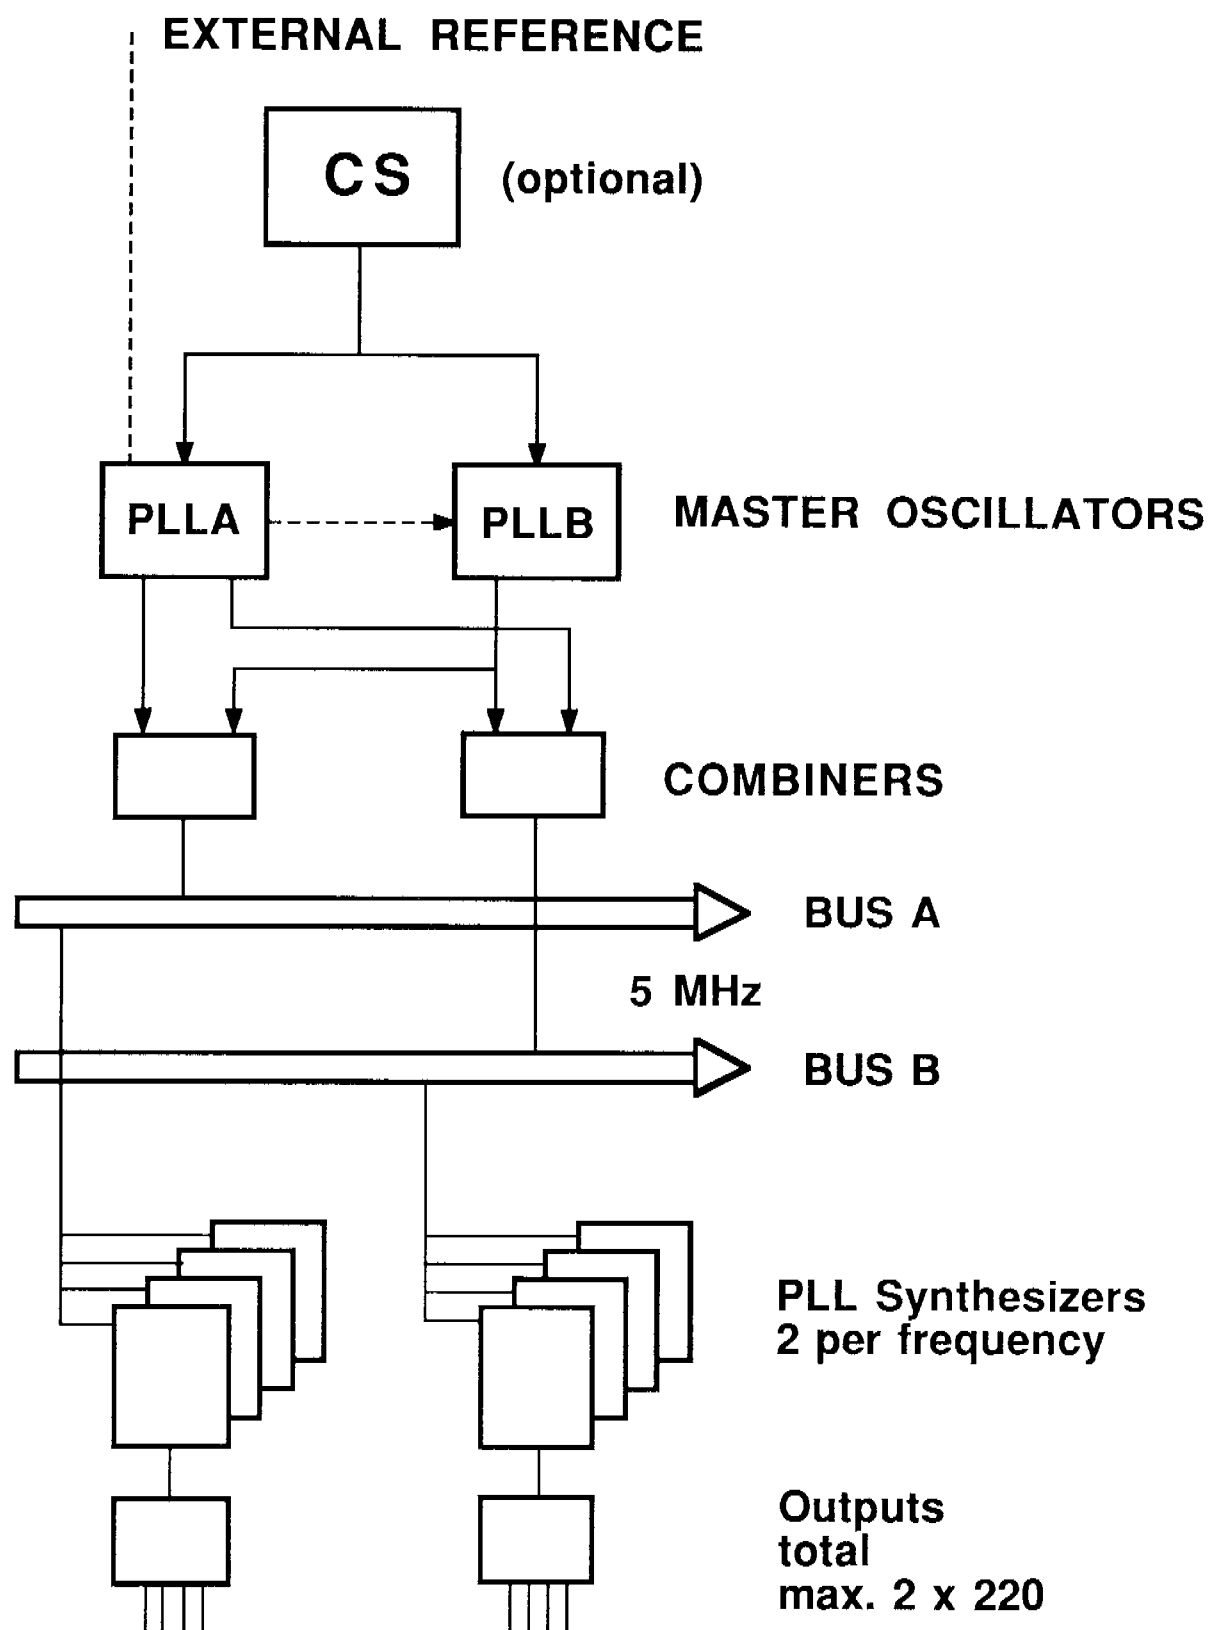 EXTERNAL REFERENCE
CS
(optional)
PLLA
PLLB
MASTER OSCILLATORS
COMBINERS
BUS A
5 MHz
BUS B
PLL Synthesizers
2 per frequency
Outputs
total
max. 2 x 220